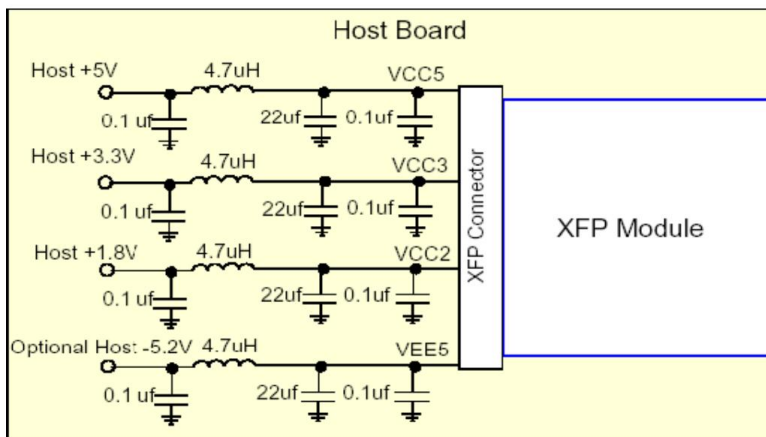 Host Board
Host +5V
4.7uH
VCC5
0.1 uf
22uf
0.1uf
Host +3.3V
4.7uH
VCC3
0.1 uf
22uf
0.1uf
Host +1.8V
4.7uH
VCC2
0.1 uf
22uf
0.1uf
Optional Host -5.2V
4.7uH
VEE5
0.1 uf
22uf
0.1uf
XFP Connector
XFP Module